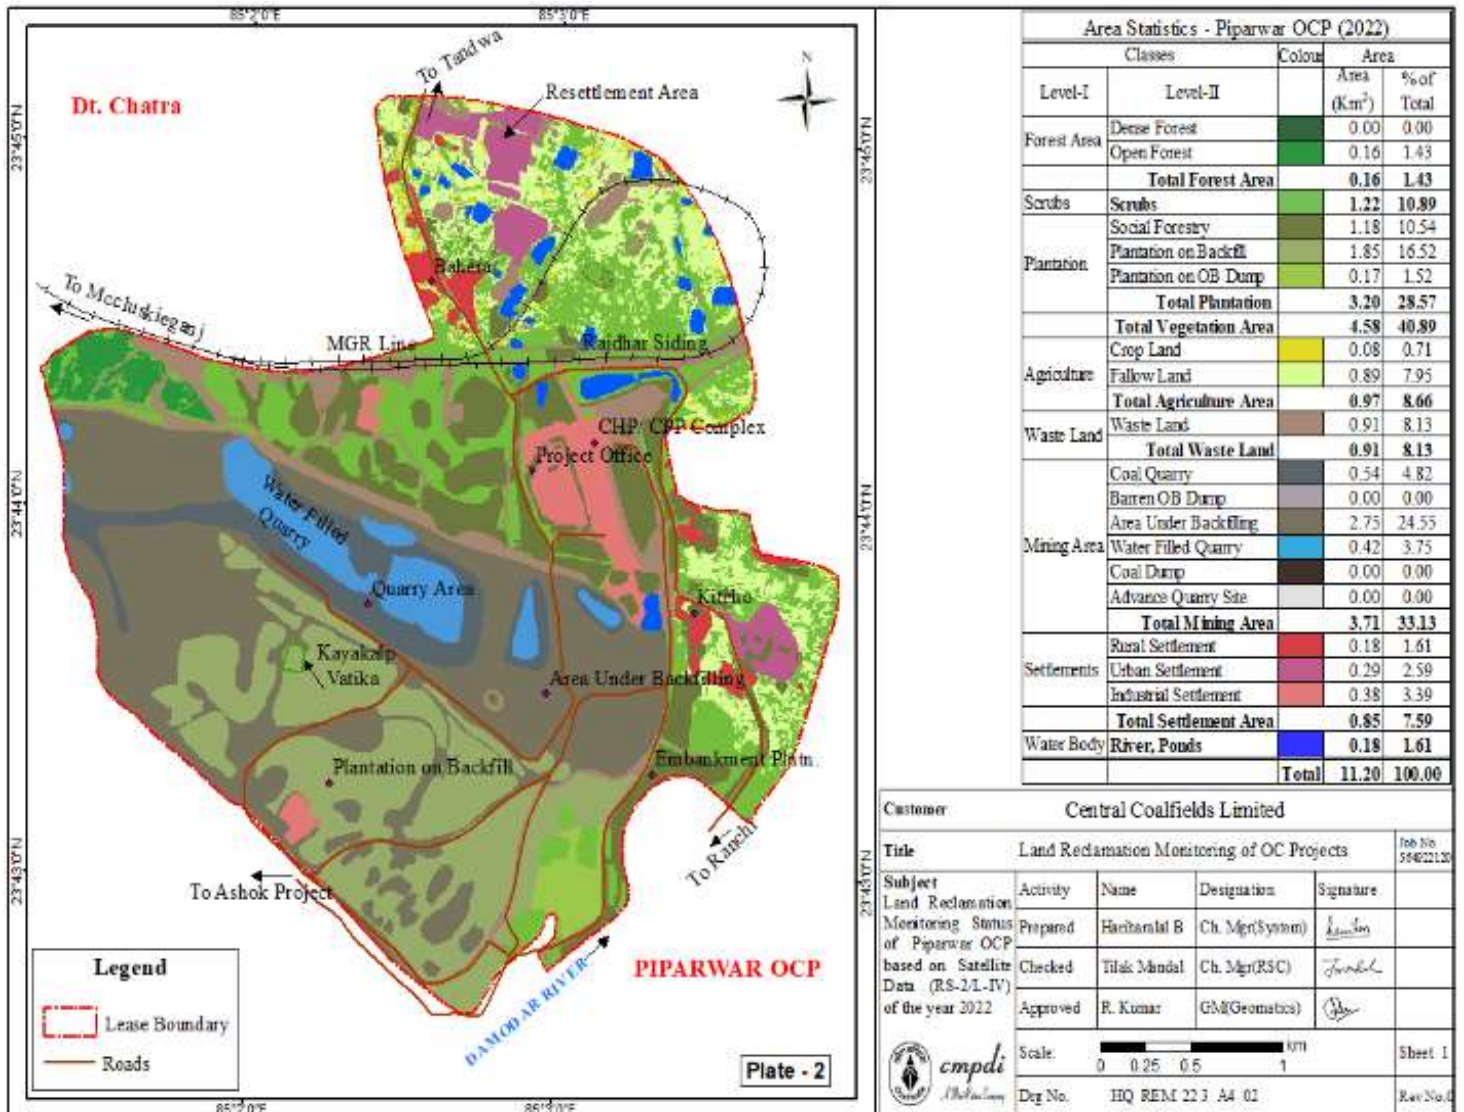 85°2'0"E
85°3'0"E
Dt. Chatra
To Tandwa
Resettlement Area
N
23°45'0"N
23°45'0"N
Bahera
To Mccluskieganj
MGR Line
Raidhar Siding
CHP/ CPP Complex
Project Office
23°44'0"N
23°44'0"N
Water Filled
Quarry
Quarry Area
Kayakalp
Vatika
Area Under Backfilling
Plantation on Backfill
Embankment Platn.
To Ranchi
23°43'0"N
23°43'0"N
To Ashok Project
PIPARWAR OCP
DAMODAR RIVER
Legend
Lease Boundary
Roads
Plate - 2
85°2'0"E
85°3'0"E
Area Statistics - Piparwar OCP (2022)
Classes Colour Area
Level-I Level-II Area (Km²) % of Total
Forest Area Dense Forest 0.00 0.00
Open Forest 0.16 1.43
Total Forest Area 0.16 1.43
Scrubs Scrubs 1.22 10.89
Plantation Social Forestry 1.18 10.54
Plantation on Backfill 1.85 16.52
Plantation on OB Dump 0.17 1.52
Total Plantation 3.20 28.57
Total Vegetation Area 4.58 40.89
Agriculture Crop Land 0.08 0.71
Fallow Land 0.89 7.95
Total Agriculture Area 0.97 8.66
Waste Land Waste Land 0.91 8.13
Total Waste Land 0.91 8.13
Mining Area Coal Quarry 0.54 4.82
Barren OB Dump 0.00 0.00
Area Under Backfilling 2.75 24.55
Water Filled Quarry 0.42 3.75
Coal Dump 0.00 0.00
Advance Quarry Site 0.00 0.00
Total Mining Area 3.71 33.13
Settlements Rural Settlement 0.18 1.61
Urban Settlement 0.29 2.59
Industrial Settlement 0.38 3.39
Total Settlement Area 0.85 7.59
Water Body River, Ponds 0.18 1.61
Total 11.20 100.00
Customer Central Coalfields Limited
Title Land Reclamation Monitoring of OC Projects Job No
Subject
Land Reclamation
Monitoring Status
of Piparwar OCP
based on Satellite
Data (RS-2/L-IV)
of the year 2022
Activity Name Designation Signature
Prepared Ch. Mgr(System)
Checked Tilak Mandal Ch. Mgr(RSC)
Approved R. Kumar GM(Geomatics)
cmpdi
Scale: 0 0.25 0.5 1 km
Sheet 1
Drg No. HQ REM 22 3 A4 02
Rev No.